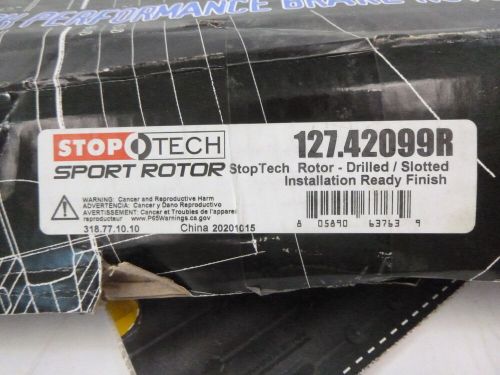 PERFORMANCE BRAKE
STOPTECH
SPORT ROTOR
127.42099R
StopTech Rotor - Drilled / Slotted
Installation Ready Finish
WARNING: Cancer and Reproductive Harm
ADVERTENCIA: Cancer y Dano Reproductivo
AVERTISSEMENT: Cancer et Troubles de l'appareil
reproducteur www.P65Warnings.ca.gov
318.77.10.10 China 20201015
8 05890 63763 9